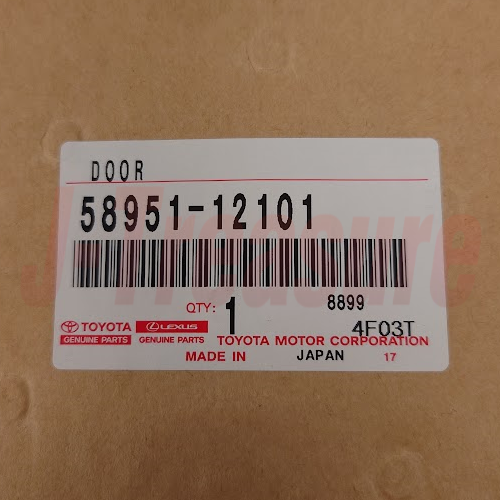 DOOR
58951-12101
QTY: 1 8899
TOYOTA LEXUS 4F03T
GENUINE PARTS GENUINE PARTS TOYOTA MOTOR CORPORATION
MADE IN JAPAN 17